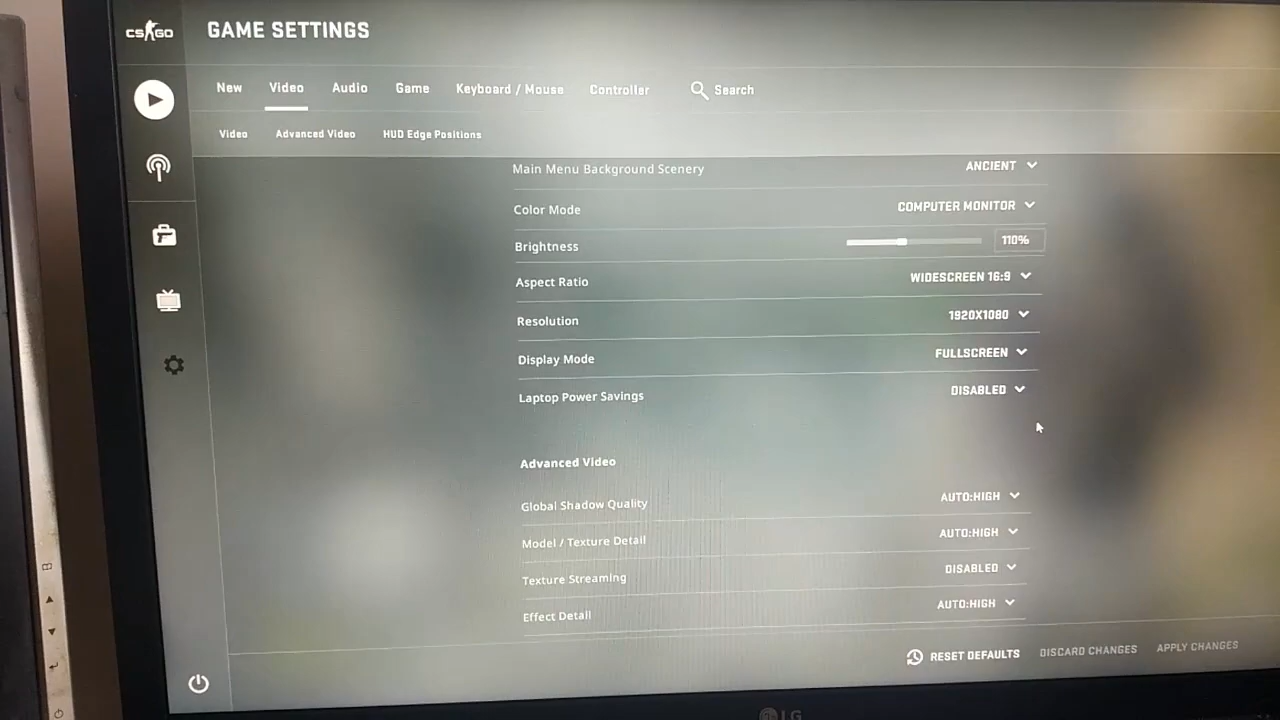 CS GO GAME SETTINGS
New Video Audio Game Keyboard / Mouse Controller Search
Video Advanced Video HUD Edge Positions
Main Menu Background Scenery ANCIENT
Color Mode COMPUTER MONITOR
Brightness 110%
Aspect Ratio WIDESCREEN 16:9
Resolution 1920X1080
Display Mode FULLSCREEN
Laptop Power Savings DISABLED
Advanced Video
Global Shadow Quality AUTO:HIGH
Model / Texture Detail AUTO:HIGH
Texture Streaming DISABLED
Effect Detail AUTO:HIGH
RESET DEFAULTS DISCARD CHANGES APPLY CHANGES
LG